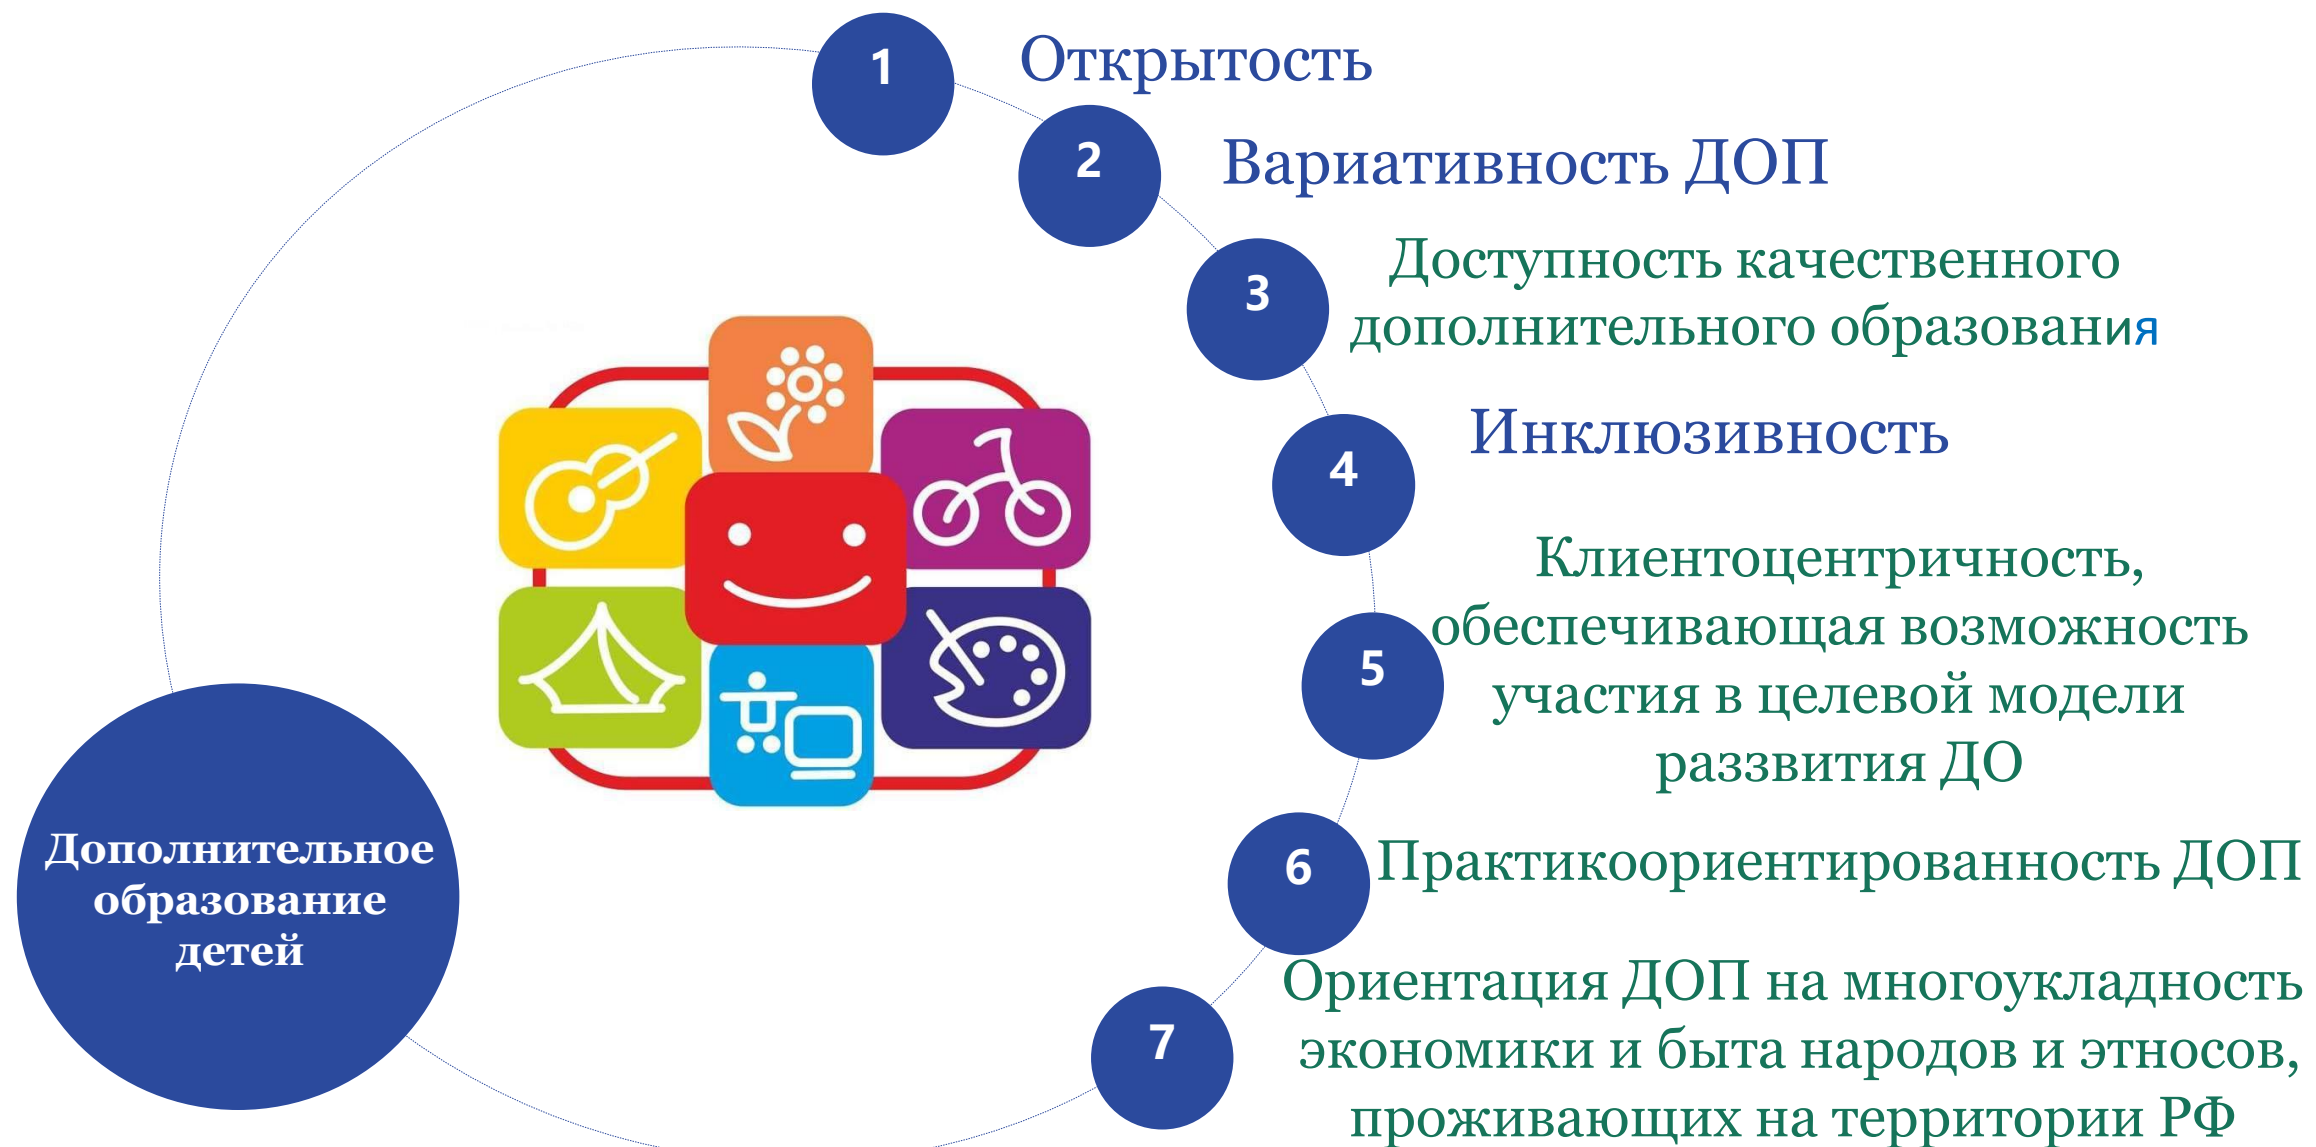 1
Открытость
2
Вариативность ДОП
3
Доступность качественного
дополнительного образования
4
Инклюзивность
5
Клиентоцентричность,
обеспечивающая возможность
участия в целевой модели
раззвития ДО
6
Практикоориентированность ДОП
7
Ориентация ДОП на многоукладность
экономики и быта народов и этносов,
проживающих на территории РФ
Дополнительное
образование
детей